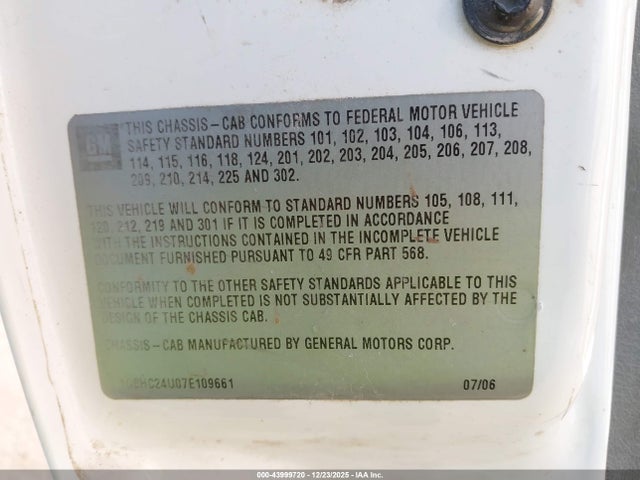 GM
THIS CHASSIS-CAB CONFORMS TO FEDERAL MOTOR VEHICLE
SAFETY STANDARD NUMBERS 101, 102, 103, 104, 106, 113,
114, 115, 116, 118, 124, 201, 202, 203, 204, 205, 206, 207, 208,
209, 210, 214, 225 AND 302.
THIS VEHICLE WILL CONFORM TO STANDARD NUMBERS 105, 108, 111,
120, 212, 219 AND 301 IF IT IS COMPLETED IN ACCORDANCE
WITH THE INSTRUCTIONS CONTAINED IN THE INCOMPLETE VEHICLE
DOCUMENT FURNISHED PURSUANT TO 49 CFR PART 568.
CONFORMITY TO THE OTHER SAFETY STANDARDS APPLICABLE TO THIS
VEHICLE WHEN COMPLETED IS NOT SUBSTANTIALLY AFFECTED BY THE
DESIGN OF THE CHASSIS CAB.
CHASSIS-CAB MANUFACTURED BY GENERAL MOTORS CORP.
07/06
000-43999720 - 12/23/2025 - IAA Inc.